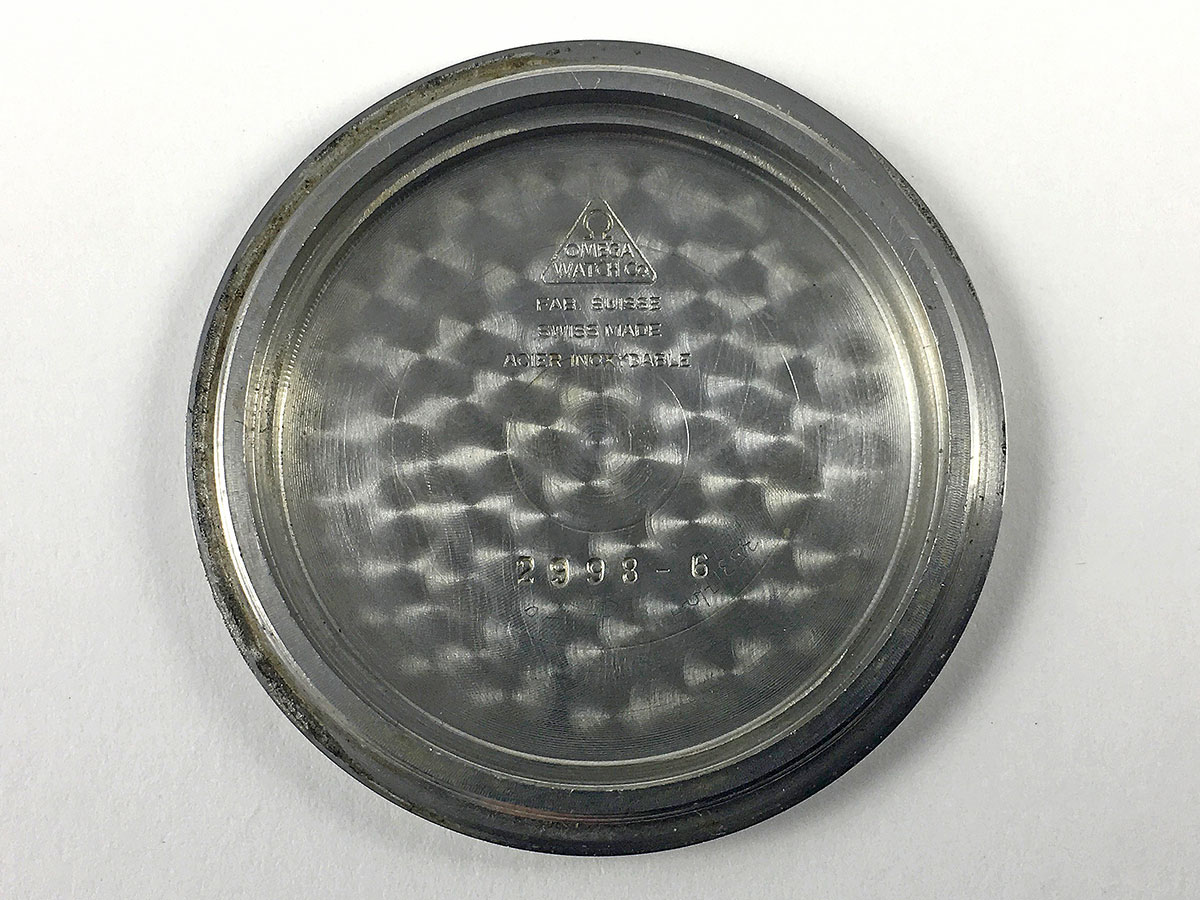 Ω
OMEGA
WATCH Co
FAB. SUISSE
SWISS MADE
ACIER INOXYDABLE
2998 - 6